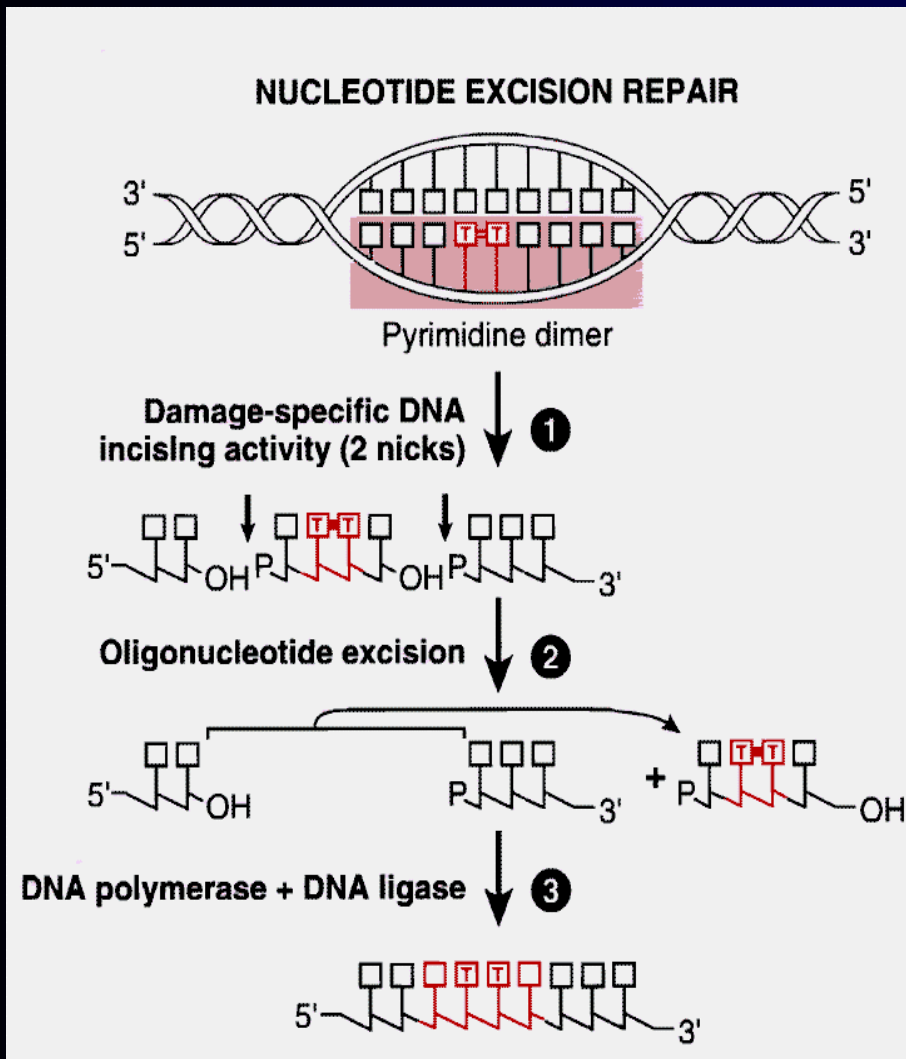 NUCLEOTIDE EXCISION REPAIR
3' 5'
5' T T 3'
Pyrimidine dimer
Damage-specific DNA
incising activity (2 nicks) 1
T T
5' OH P OH P 3'
Oligonucleotide excision 2
T T
5' OH P 3' + P OH
DNA polymerase + DNA ligase 3
T T
5' 3'